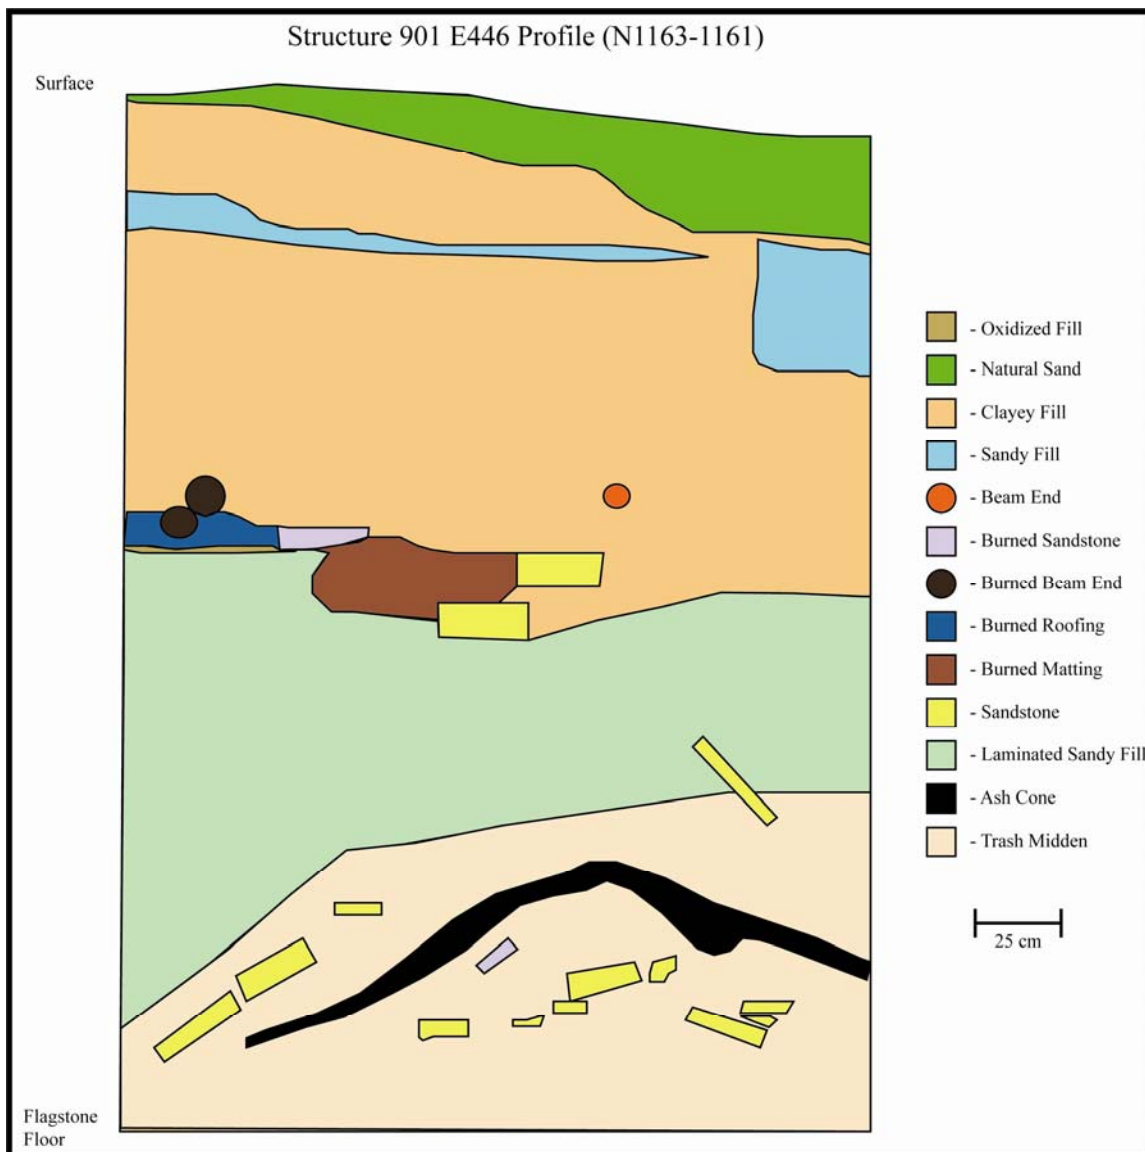 Structure 901 E446 Profile (N1163-1161)
Surface
- Oxidized Fill
- Natural Sand
- Clayey Fill
- Sandy Fill
- Beam End
- Burned Sandstone
- Burned Beam End
- Burned Roofing
- Burned Matting
- Sandstone
- Laminated Sandy Fill
- Ash Cone
- Trash Midden
25 cm
Flagstone
Floor